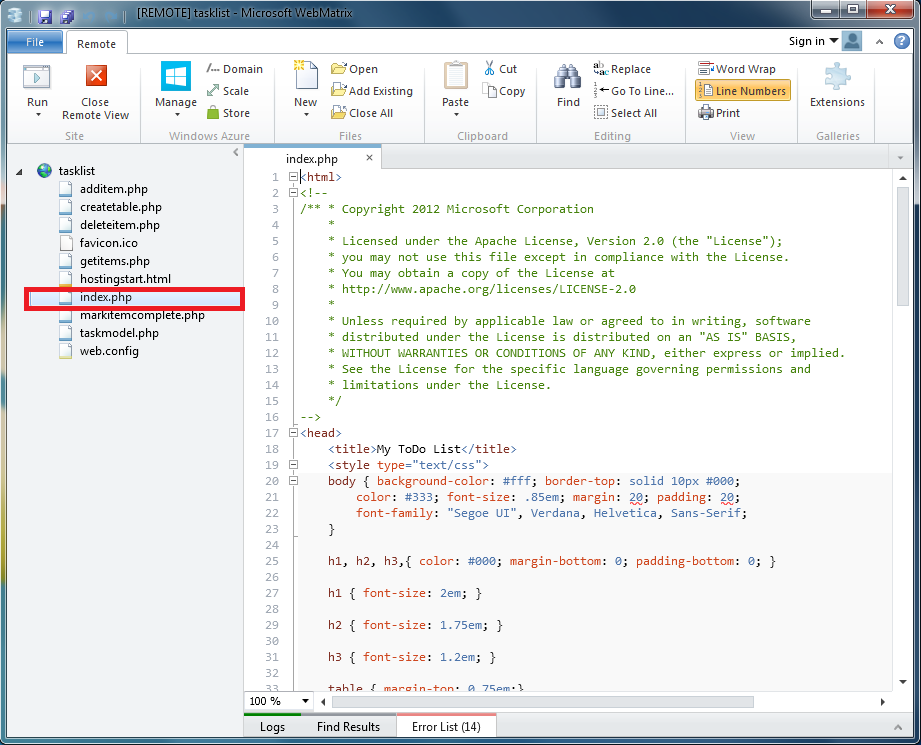 [REMOTE] tasklist - Microsoft WebMatrix
File
Remote
Sign in
Run
Close
Remote View
Site
Manage
Domain
Scale
Store
Windows Azure
New
Open
Add Existing
Close All
Files
Paste
Cut
Copy
Clipboard
Find
Replace
Go To Line...
Select All
Editing
Word Wrap
Line Numbers
Print
View
Extensions
Galleries
tasklist
additem.php
createtable.php
deleteitem.php
favicon.ico
getitems.php
hostingstart.html
index.php
markitemcomplete.php
taskmodel.php
web.config
index.php
1 <html>
2 <!--
3 /** * Copyright 2012 Microsoft Corporation
4 *
5 * Licensed under the Apache License, Version 2.0 (the "License");
6 * you may not use this file except in compliance with the License.
7 * You may obtain a copy of the License at
8 * http://www.apache.org/licenses/LICENSE-2.0
9 *
10 * Unless required by applicable law or agreed to in writing, software
11 * distributed under the License is distributed on an "AS IS" BASIS,
12 * WITHOUT WARRANTIES OR CONDITIONS OF ANY KIND, either express or implied.
13 * See the License for the specific language governing permissions and
14 * limitations under the License.
15 */
16 -->
17 <head>
18 <title>My ToDo List</title>
19 <style type="text/css">
20 body { background-color: #fff; border-top: solid 10px #000;
21 color: #333; font-size: .85em; margin: 20; padding: 20;
22 font-family: "Segoe UI", Verdana, Helvetica, Sans-Serif;
23 }
24
25 h1, h2, h3,{ color: #000; margin-bottom: 0; padding-bottom: 0; }
26
27 h1 { font-size: 2em; }
28
29 h2 { font-size: 1.75em; }
30
31 h3 { font-size: 1.2em; }
32
33 table { margin-top: 0.75em;}
100 %
Logs
Find Results
Error List (14)